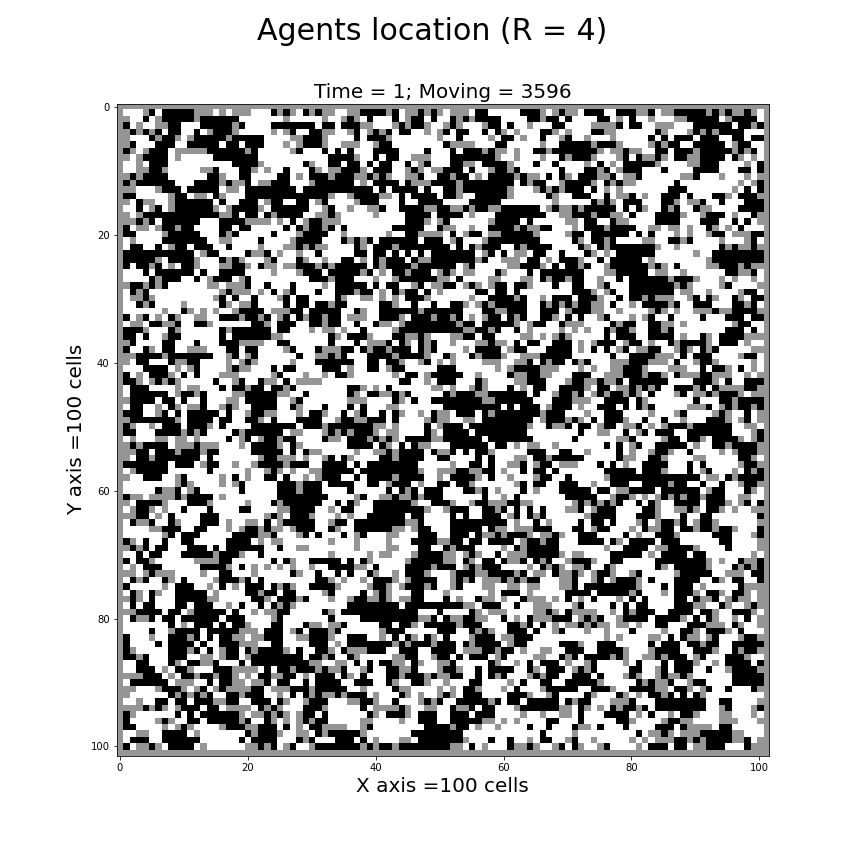 Agents location (R = 4)
Time = 1; Moving = 3596
0
20
40
60
80
100
Y axis =100 cells
0 20 40 60 80 100
X axis =100 cells